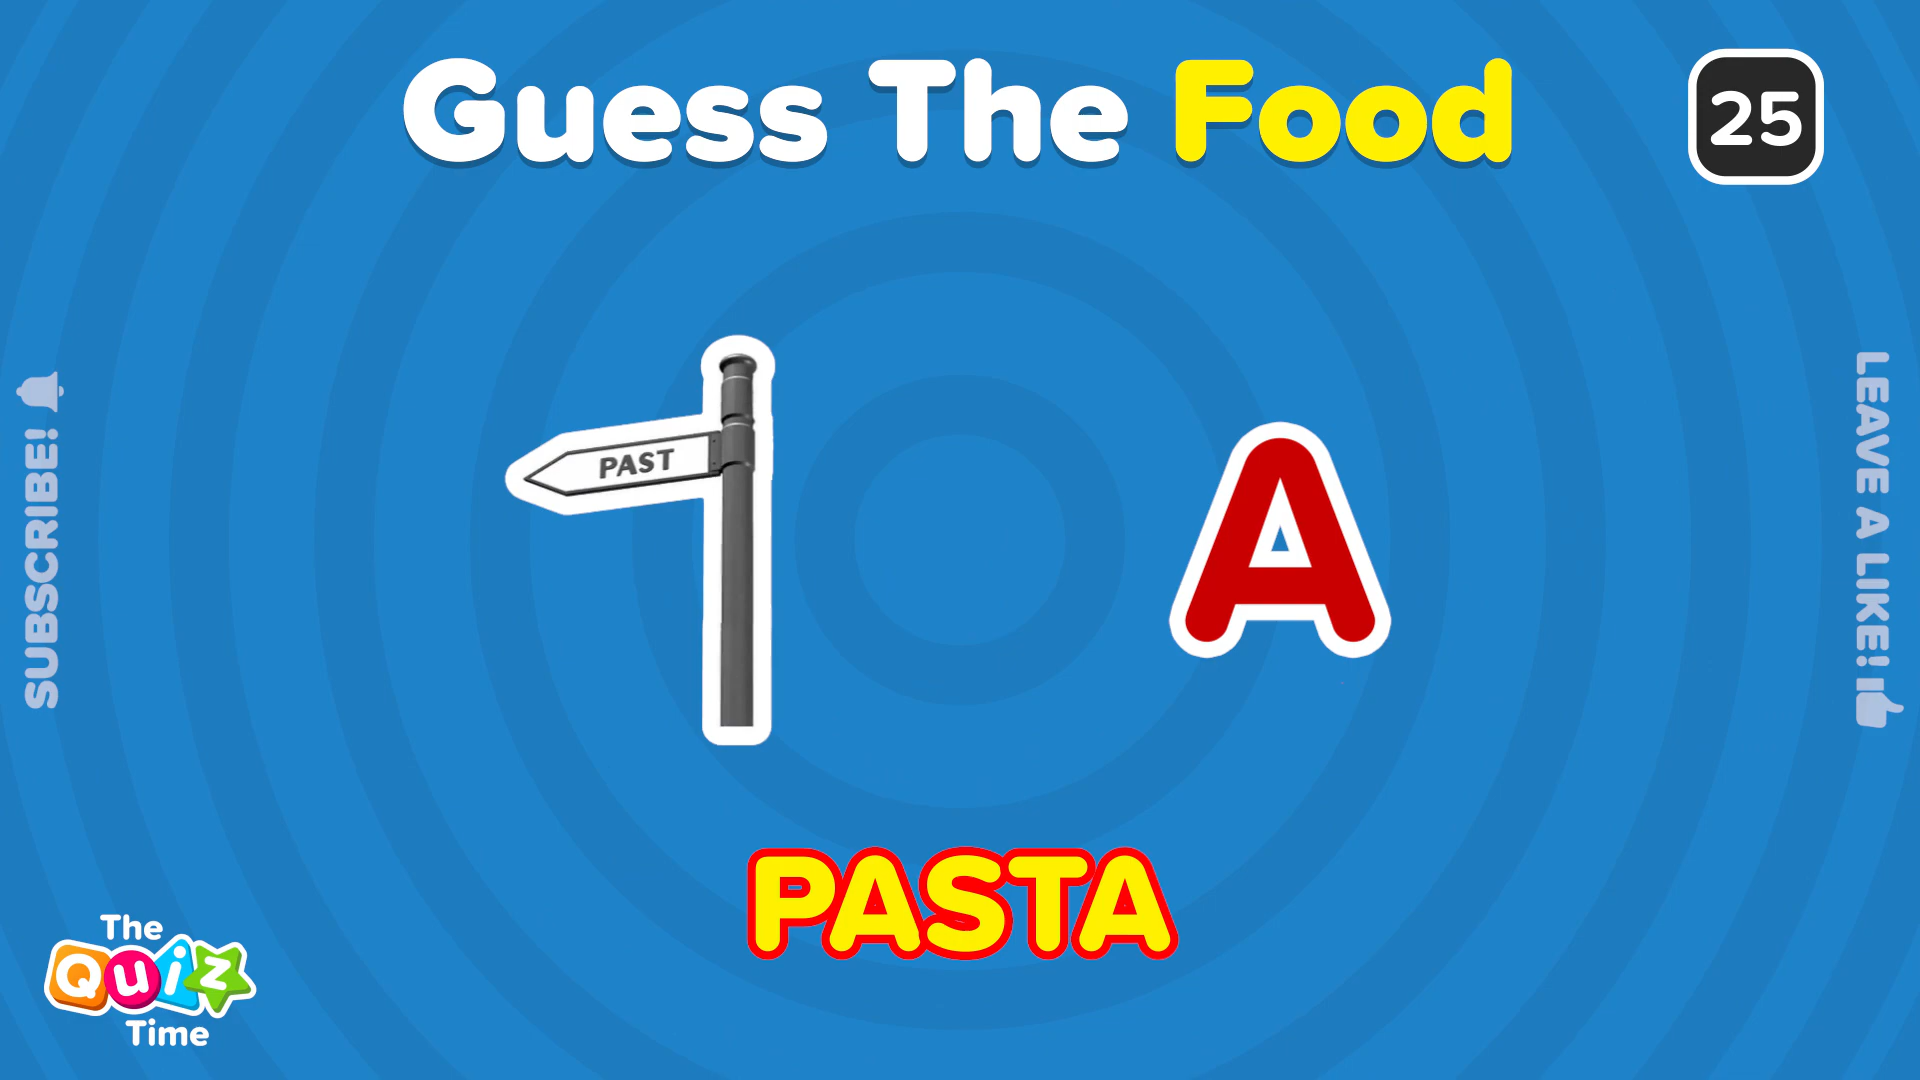 Guess The Food
25
SUBSCRIBE!
PAST
A
LEAVE A LIKE!
PASTA
The
Quiz
Time